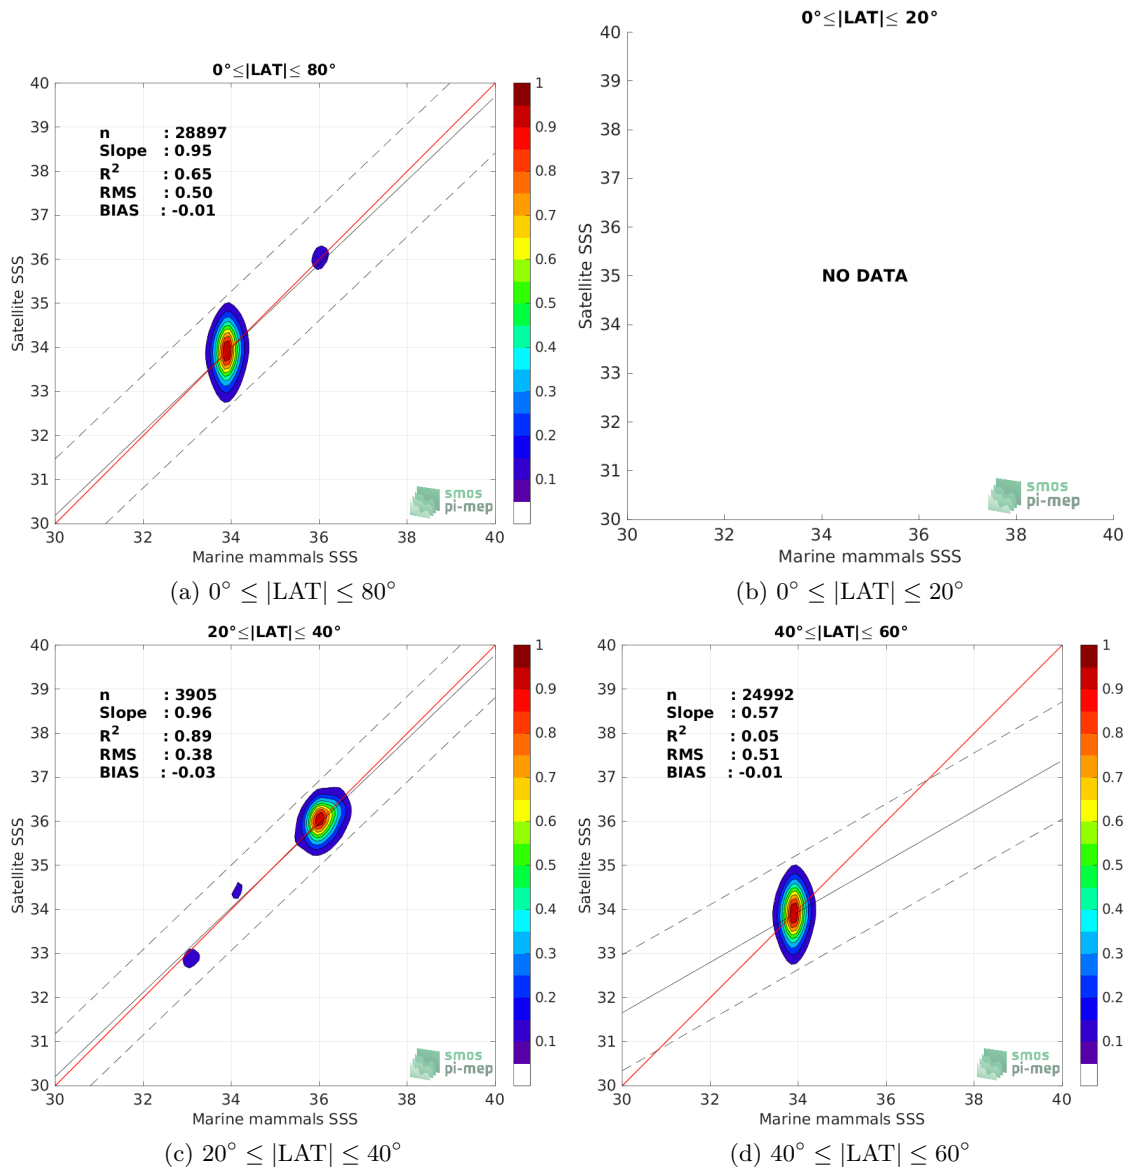 0°≤|LAT|≤ 80°
n : 28897
Slope : 0.95
R² : 0.65
RMS : 0.50
BIAS : -0.01
40
39
38
37
36
35
34
33
32
31
30
Satellite SSS
30 32 34 36 38 40
Marine mammals SSS
smos
pi-mep
1
0.9
0.8
0.7
0.6
0.5
0.4
0.3
0.2
0.1
(a) 0° ≤ |LAT| ≤ 80°
0°≤|LAT|≤ 20°
40
39
38
37
36
35
34
33
32
31
30
Satellite SSS
NO DATA
30 32 34 36 38 40
Marine mammals SSS
smos
pi-mep
(b) 0° ≤ |LAT| ≤ 20°
20°≤|LAT|≤ 40°
n : 3905
Slope : 0.96
R² : 0.89
RMS : 0.38
BIAS : -0.03
40
39
38
37
36
35
34
33
32
31
30
Satellite SSS
30 32 34 36 38 40
Marine mammals SSS
smos
pi-mep
1
0.9
0.8
0.7
0.6
0.5
0.4
0.3
0.2
0.1
(c) 20° ≤ |LAT| ≤ 40°
40°≤|LAT|≤ 60°
n : 24992
Slope : 0.57
R² : 0.05
RMS : 0.51
BIAS : -0.01
40
39
38
37
36
35
34
33
32
31
30
Satellite SSS
30 32 34 36 38 40
Marine mammals SSS
smos
pi-mep
1
0.9
0.8
0.7
0.6
0.5
0.4
0.3
0.2
0.1
(d) 40° ≤ |LAT| ≤ 60°